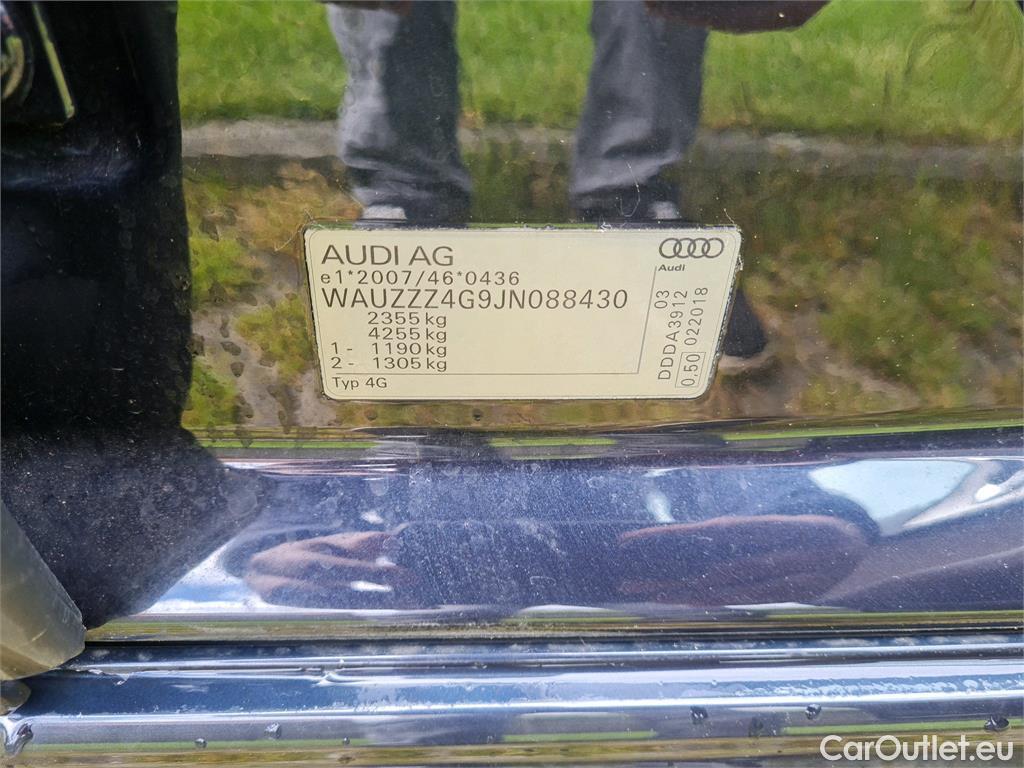 AUDI AG
Audi
e1*2007/46*0436
WAUZZZ4G9JN088430
2355 kg
4255 kg
1 - 1190 kg
2 - 1305 kg
Typ 4G
DDDA3912 03
0,50 022018
CarOutlet.eu